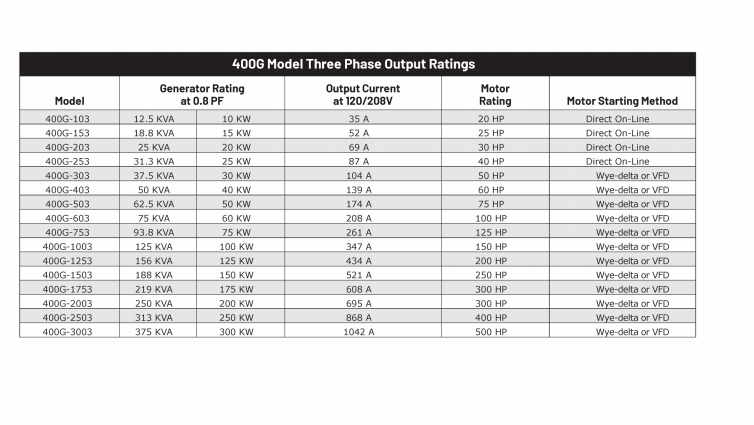 400G Model Three Phase Output Ratings
Model Generator Rating at 0.8 PF Output Current at 120/208V Motor Rating Motor Starting Method
400G-103 12.5 KVA 10 KW 35 A 20 HP Direct On-Line
400G-153 18.8 KVA 15 KW 52 A 25 HP Direct On-Line
400G-203 25 KVA 20 KW 69 A 30 HP Direct On-Line
400G-253 31.3 KVA 25 KW 87 A 40 HP Direct On-Line
400G-303 37.5 KVA 30 KW 104 A 50 HP Wye-delta or VFD
400G-403 50 KVA 40 KW 139 A 60 HP Wye-delta or VFD
400G-503 62.5 KVA 50 KW 174 A 75 HP Wye-delta or VFD
400G-603 75 KVA 60 KW 208 A 100 HP Wye-delta or VFD
400G-753 93.8 KVA 75 KW 261 A 125 HP Wye-delta or VFD
400G-1003 125 KVA 100 KW 347 A 150 HP Wye-delta or VFD
400G-1253 156 KVA 125 KW 434 A 200 HP Wye-delta or VFD
400G-1503 188 KVA 150 KW 521 A 250 HP Wye-delta or VFD
400G-1753 219 KVA 175 KW 608 A 300 HP Wye-delta or VFD
400G-2003 250 KVA 200 KW 695 A 300 HP Wye-delta or VFD
400G-2503 313 KVA 250 KW 868 A 400 HP Wye-delta or VFD
400G-3003 375 KVA 300 KW 1042 A 500 HP Wye-delta or VFD